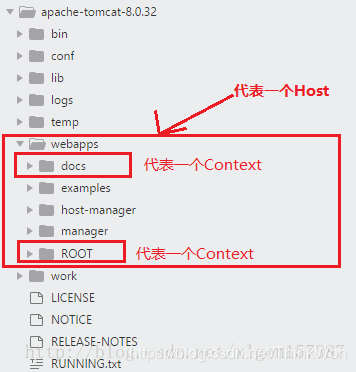 apache-tomcat-8.0.32
bin
conf
lib
logs
代表一个Host
temp
webapps
docs
代表一个Context
examples
host-manager
manager
ROOT
代表一个Context
work
LICENSE
NOTICE
RELEASE-NOTES
RUNNING.txt